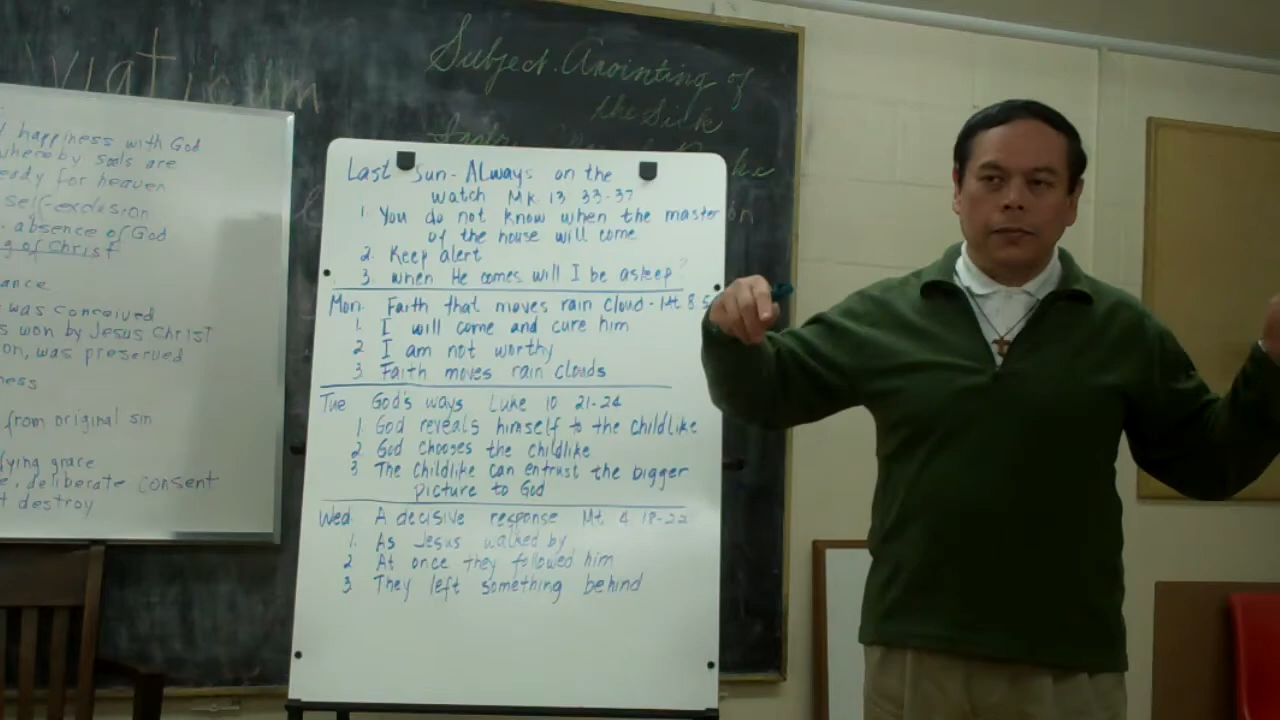 viaticum
Subject. Anointing of
the Sick
happiness with God
whereby souls are
ready for heaven
self-exclusion
absence of God
of Christ
was conceived
won by Jesus Christ
on, was preserved
from original sin
grace
deliberate consent
destroy
Last Sun - Always on the
watch Mk. 13 33-37
1. You do not know when the master
of the house will come
2. Keep alert
3. When He comes will I be asleep?
Mon. Faith that moves rain cloud - Mt 8:5
1. I will come and cure him
2 I am not worthy
3. Faith moves rain clouds
Tue God's ways Luke 10 21-24
1. God reveals himself to the childlike
2. God chooses the childlike
3 The childlike can entrust the bigger
picture to God
Wed. A decisive response Mt 4 18-22
1. As Jesus walked by
2 At once they followed him
3 They left something behind